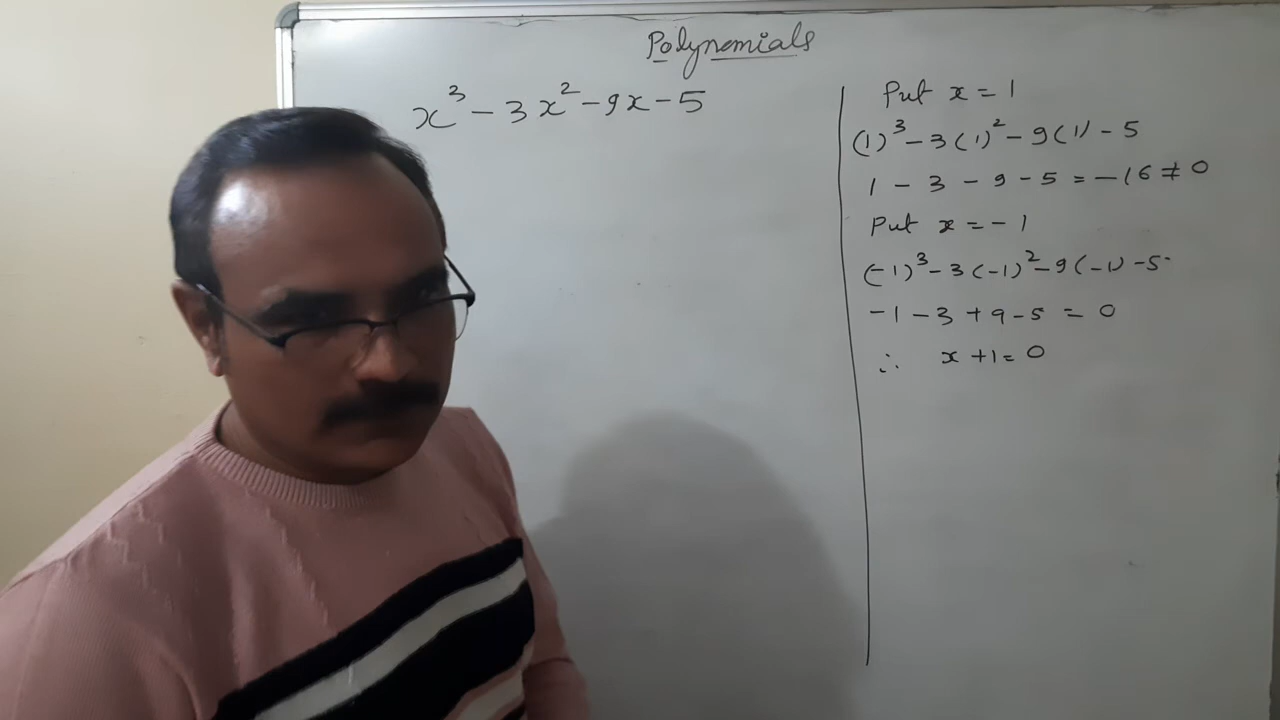 Polynomials
x³ - 3x² - 9x - 5
Put x = 1
(1)³ - 3(1)² - 9(1) - 5
1 - 3 - 9 - 5 = -16 ≠ 0
Put x = -1
(-1)³ - 3(-1)² - 9(-1) - 5
-1 - 3 + 9 - 5 = 0
∴ x + 1 = 0